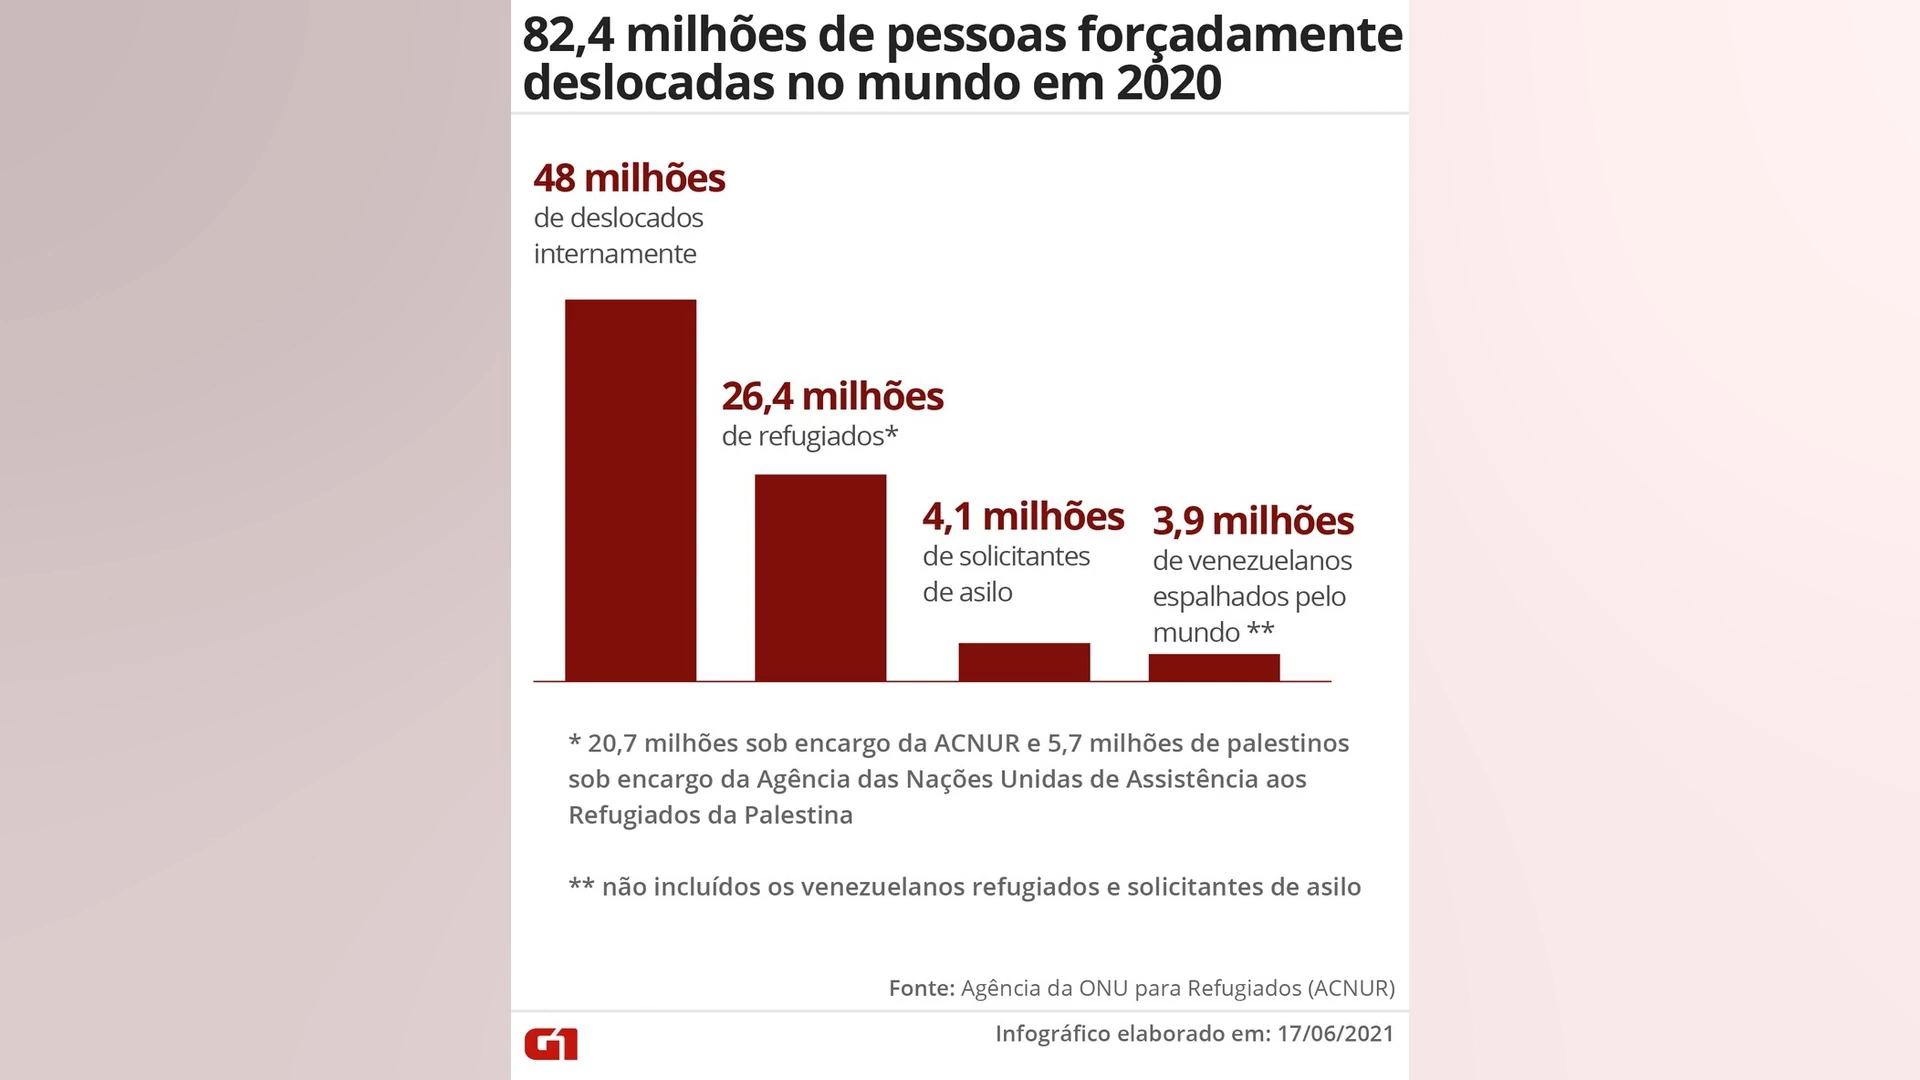 82,4 milhões de pessoas forçadamente
deslocadas no mundo em 2020
48 milhões
de deslocados
internamente
26,4 milhões
de refugiados*
4,1 milhões
de solicitantes
de asilo
3,9 milhões
de venezuelanos
espalhados pelo
mundo **
* 20,7 milhões sob encargo da ACNUR e 5,7 milhões de palestinos
sob encargo da Agência das Nações Unidas de Assistência aos
Refugiados da Palestina
** não incluídos os venezuelanos refugiados e solicitantes de asilo
Fonte: Agência da ONU para Refugiados (ACNUR)
G1
Infográfico elaborado em: 17/06/2021